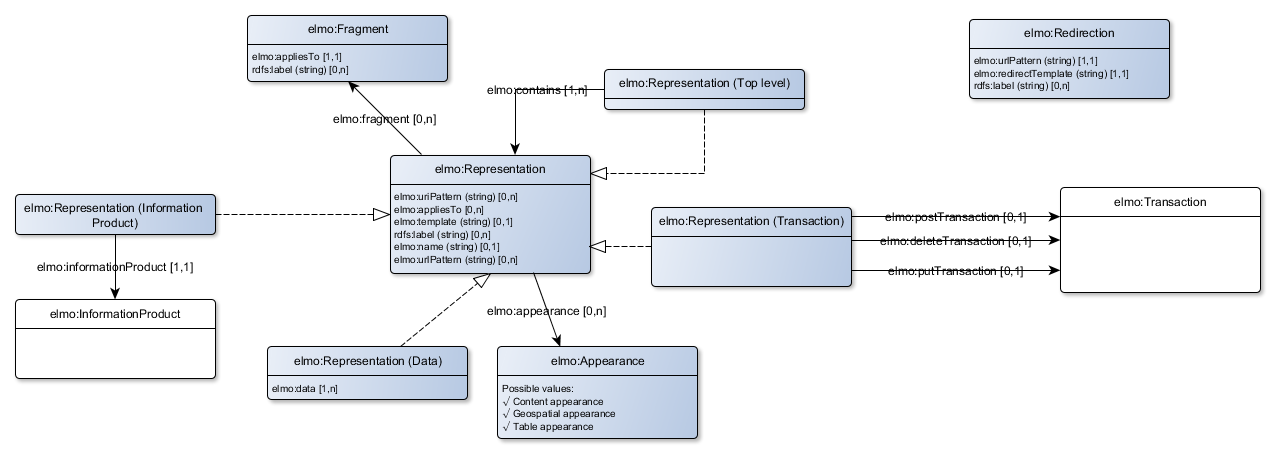 elmo:Fragment
elmo:appliesTo [1,1]
rdfs:label (string) [0,n]
elmo:Redirection
elmo:urlPattern (string) [1,1]
elmo:redirectTemplate (string) [1,1]
rdfs:label (string) [0,n]
elmo:Representation (Top level)
elmo:contains [1,n]
elmo:fragment [0,n]
elmo:Representation
elmo:uriPattern (string) [0,n]
elmo:appliesTo [0,n]
elmo:template (string) [0,1]
rdfs:label (string) [0,n]
elmo:name (string) [0,1]
elmo:urlPattern (string) [0,n]
elmo:Representation (Information
Product)
elmo:informationProduct [1,1]
elmo:InformationProduct
elmo:Representation (Transaction)
elmo:postTransaction [0,1]
elmo:deleteTransaction [0,1]
elmo:putTransaction [0,1]
elmo:Transaction
elmo:appearance [0,n]
elmo:Representation (Data)
elmo:data [1,n]
elmo:Appearance
Possible values:
√ Content appearance
√ Geospatial appearance
√ Table appearance